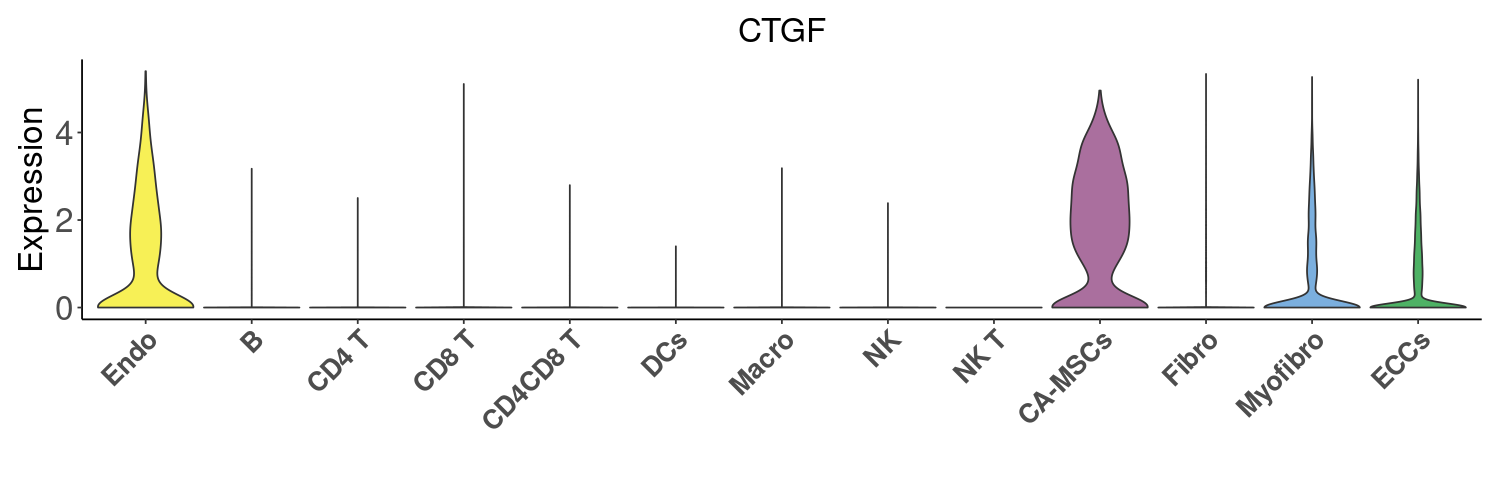 CTGF
Expression
4
2
0
Endo
B
CD4 T
CD8 T
CD4CD8 T
DCs
Macro
NK
NK T
CA-MSCs
Fibro
Myofibro
ECCs